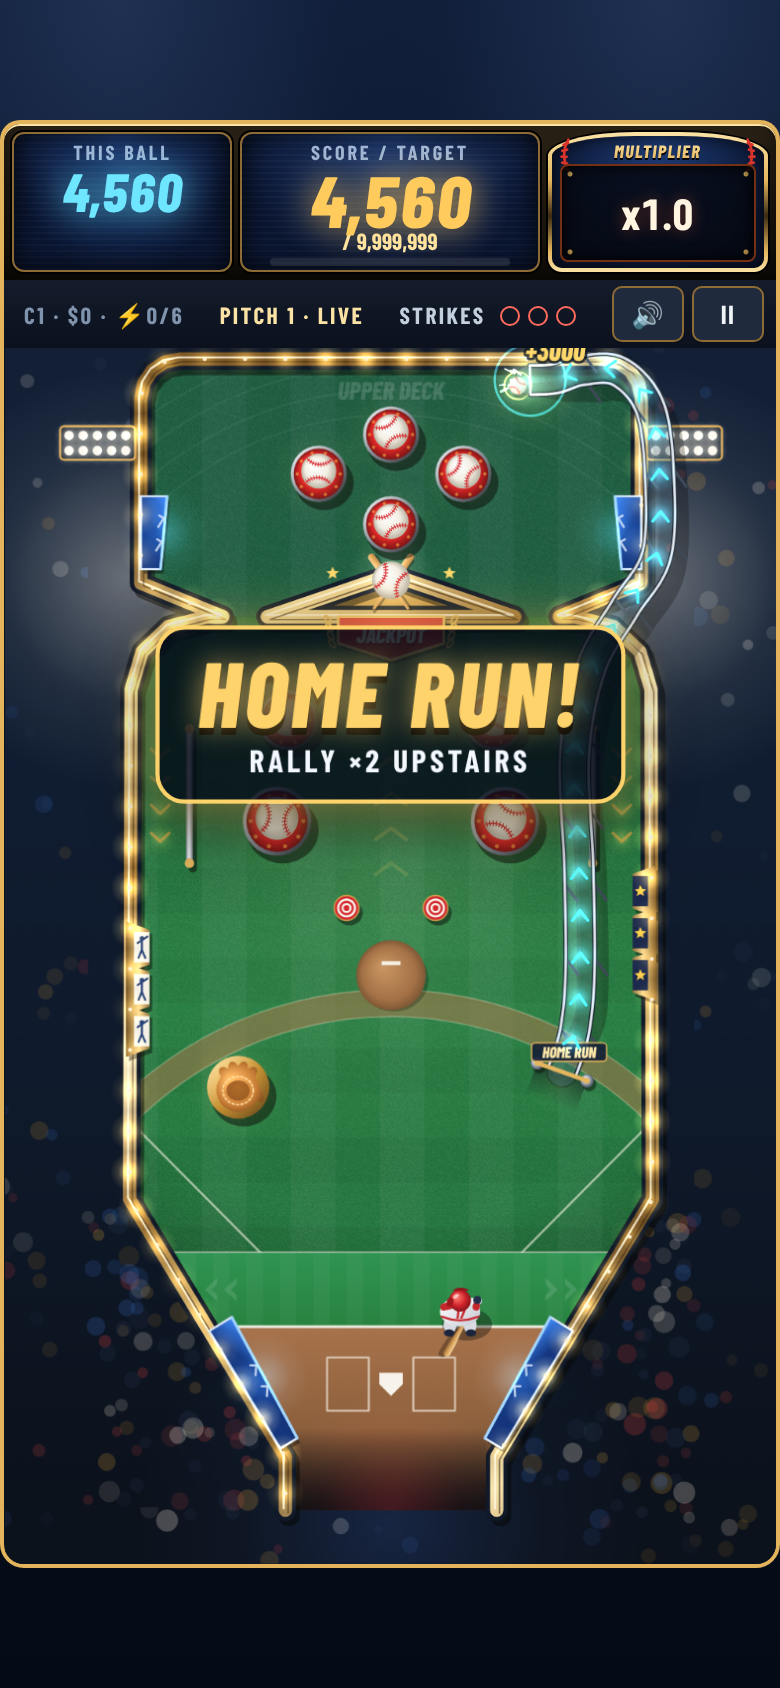 THIS BALL
4,560
SCORE / TARGET
4,560
/ 9,999,999
MULTIPLIER
x1.0
C1 · $0 · ⚡0/6
PITCH 1 · LIVE
STRIKES
+3000
UPPER DECK
JACKPOT
HOME RUN!
RALLY ×2 UPSTAIRS
HOME RUN